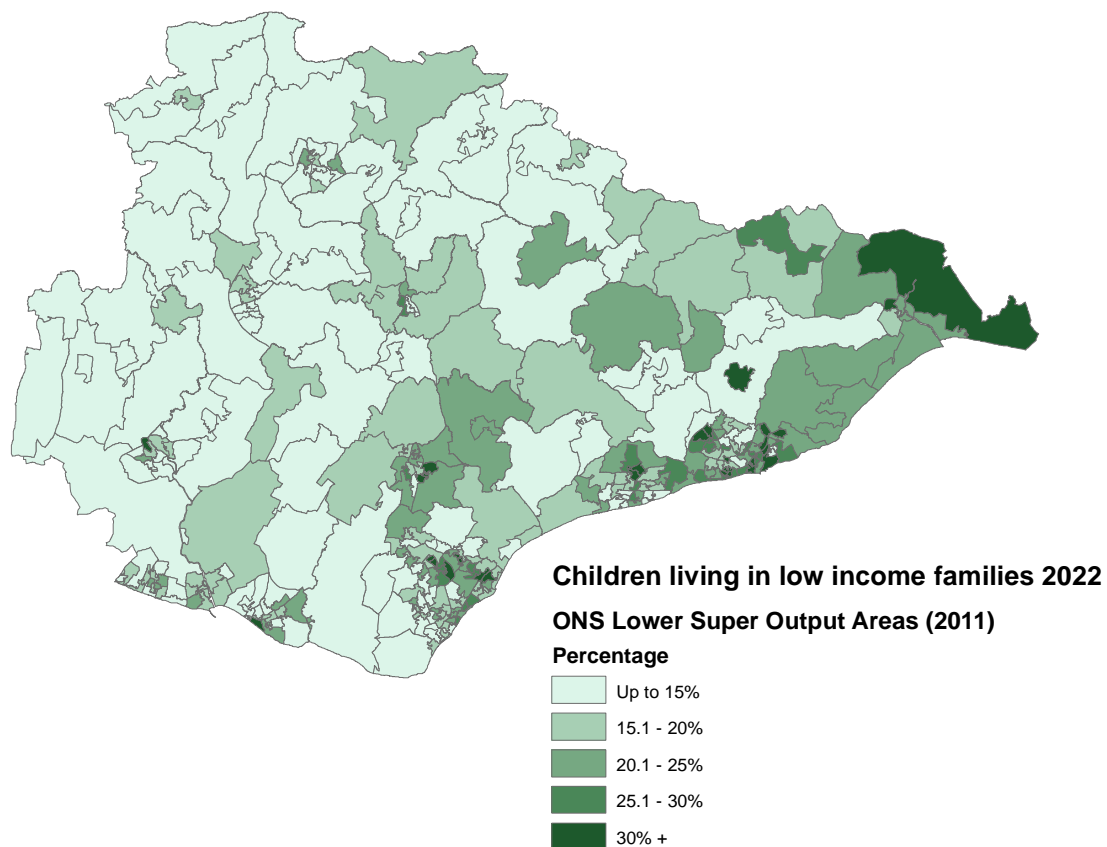 Children living in low income families 2022
ONS Lower Super Output Areas (2011)
Percentage
Up to 15%
15.1 - 20%
20.1 - 25%
25.1 - 30%
30% +